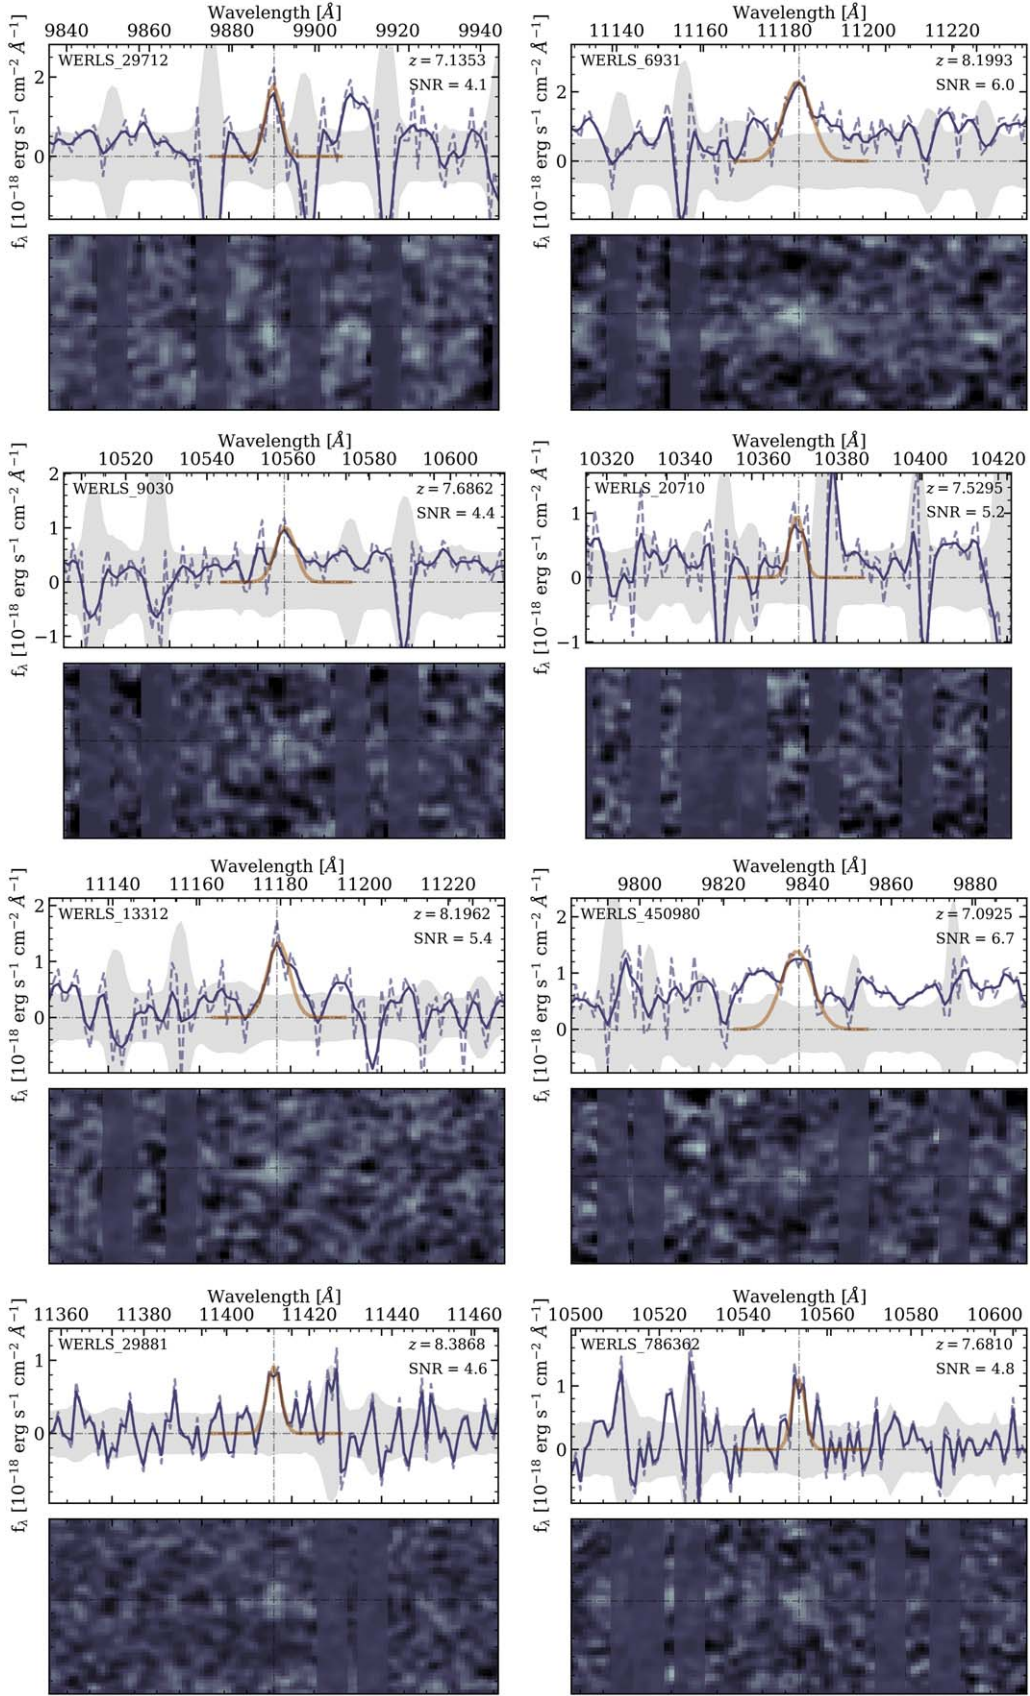 Wavelength [Å]
9840 9860 9880 9900 9920 9940
WERLS_29712
z = 7.1353
SNR = 4.1
2
0
f_λ [10⁻¹⁸ erg s⁻¹ cm⁻² Å⁻¹]
Wavelength [Å]
11140 11160 11180 11200 11220
WERLS_6931
z = 8.1993
SNR = 6.0
2
0
f_λ [10⁻¹⁸ erg s⁻¹ cm⁻² Å⁻¹]
Wavelength [Å]
10520 10540 10560 10580 10600
WERLS_9030
z = 7.6862
SNR = 4.4
2
1
0
−1
f_λ [10⁻¹⁸ erg s⁻¹ cm⁻² Å⁻¹]
Wavelength [Å]
10320 10340 10360 10380 10400 10420
WERLS_20710
z = 7.5295
SNR = 5.2
1
0
−1
f_λ [10⁻¹⁸ erg s⁻¹ cm⁻² Å⁻¹]
Wavelength [Å]
11140 11160 11180 11200 11220
WERLS_13312
z = 8.1962
SNR = 5.4
2
1
0
f_λ [10⁻¹⁸ erg s⁻¹ cm⁻² Å⁻¹]
Wavelength [Å]
9800 9820 9840 9860 9880
WERLS_450980
z = 7.0925
SNR = 6.7
2
1
0
f_λ [10⁻¹⁸ erg s⁻¹ cm⁻² Å⁻¹]
Wavelength [Å]
11360 11380 11400 11420 11440 11460
WERLS_29881
z = 8.3868
SNR = 4.6
1
0
f_λ [10⁻¹⁸ erg s⁻¹ cm⁻² Å⁻¹]
Wavelength [Å]
10500 10520 10540 10560 10580 10600
WERLS_786362
z = 7.6810
SNR = 4.8
1
0
f_λ [10⁻¹⁸ erg s⁻¹ cm⁻² Å⁻¹]